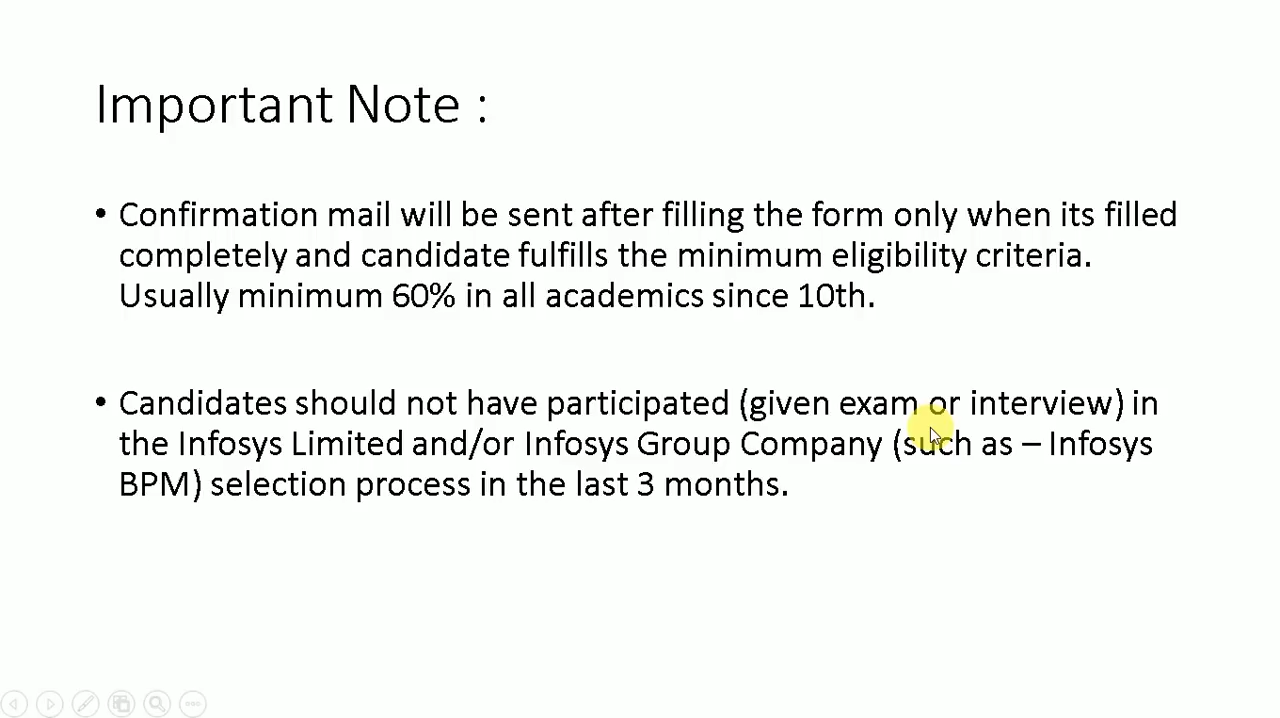 Important Note :
• Confirmation mail will be sent after filling the form only when its filled
completely and candidate fulfills the minimum eligibility criteria.
Usually minimum 60% in all academics since 10th.
• Candidates should not have participated (given exam or interview) in
the Infosys Limited and/or Infosys Group Company (such as – Infosys
BPM) selection process in the last 3 months.